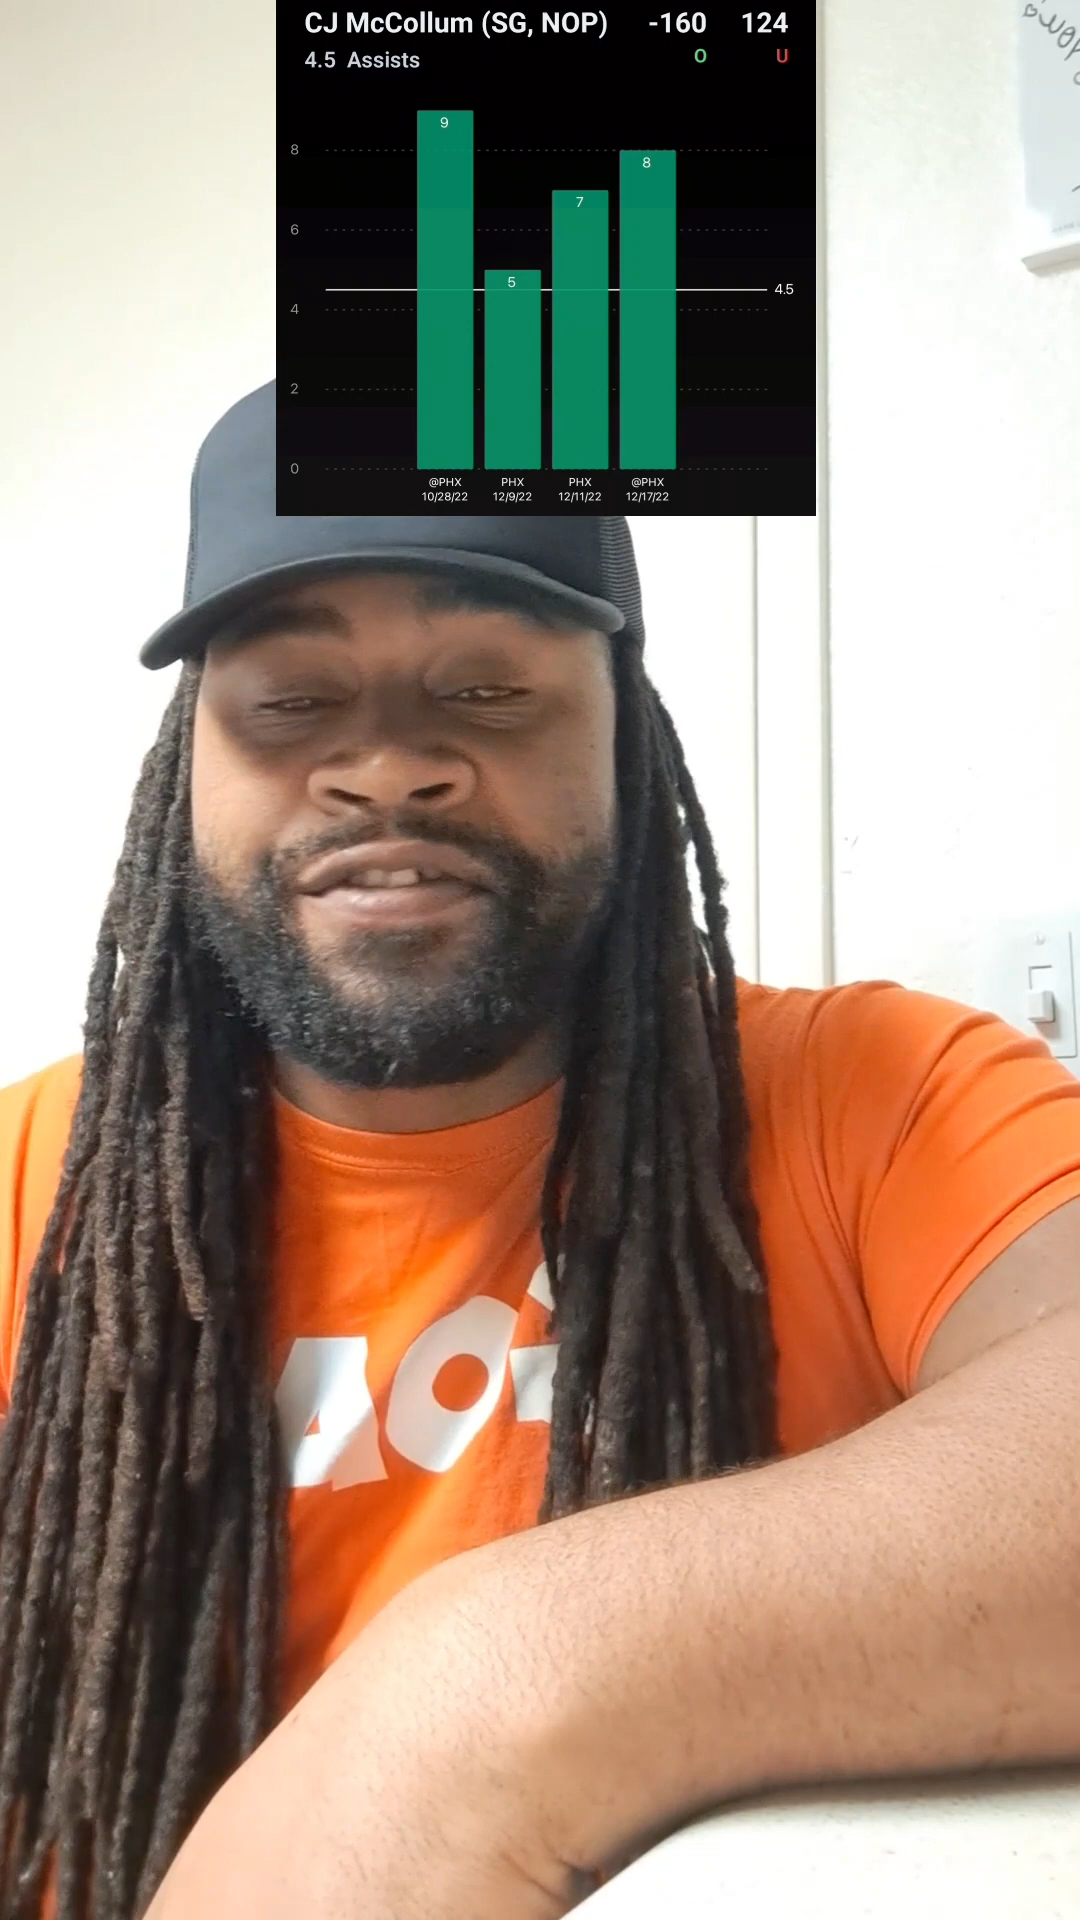 CJ McCollum (SG, NOP) -160 124
4.5 Assists O U
9
8
8
7
6
5
4.5
4
2
0
@PHX PHX PHX @PHX
10/28/22 12/9/22 12/11/22 12/17/22